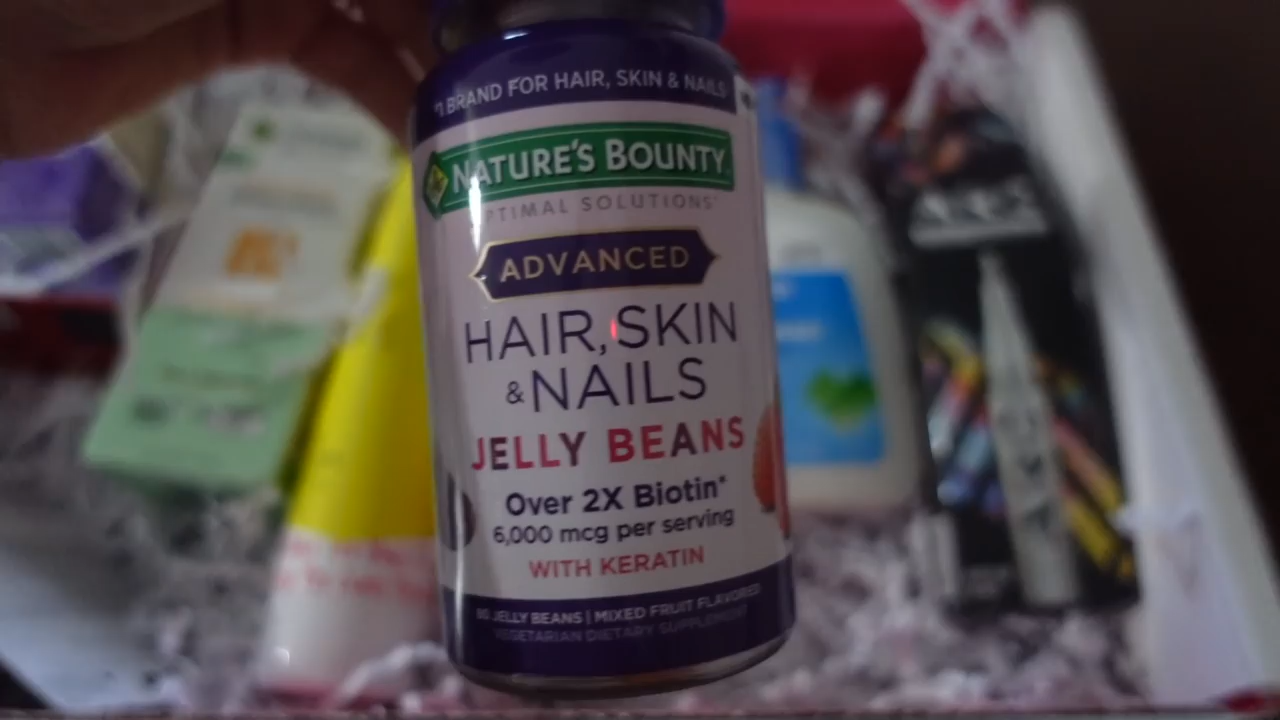 #1 BRAND FOR HAIR, SKIN & NAILS
NATURE'S BOUNTY
OPTIMAL SOLUTIONS
ADVANCED
HAIR, SKIN
& NAILS
JELLY BEANS
Over 2X Biotin*
6,000 mcg per serving
WITH KERATIN
80 JELLY BEANS | MIXED FRUIT FLAVORED
VEGETARIAN DIETARY SUPPLEMENT